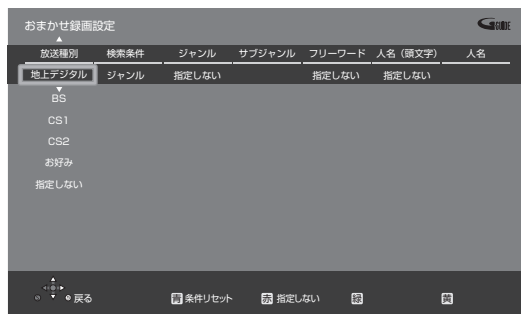 おまかせ録画設定
G GUIDE
放送種別 検索条件 ジャンル サブジャンル フリーワード 人名（頭文字） 人名
地上デジタル ジャンル 指定しない 指定しない 指定しない
BS
CS1
CS2
お好み
指定しない
戻る 青 条件リセット 赤 指定しない 緑 黄